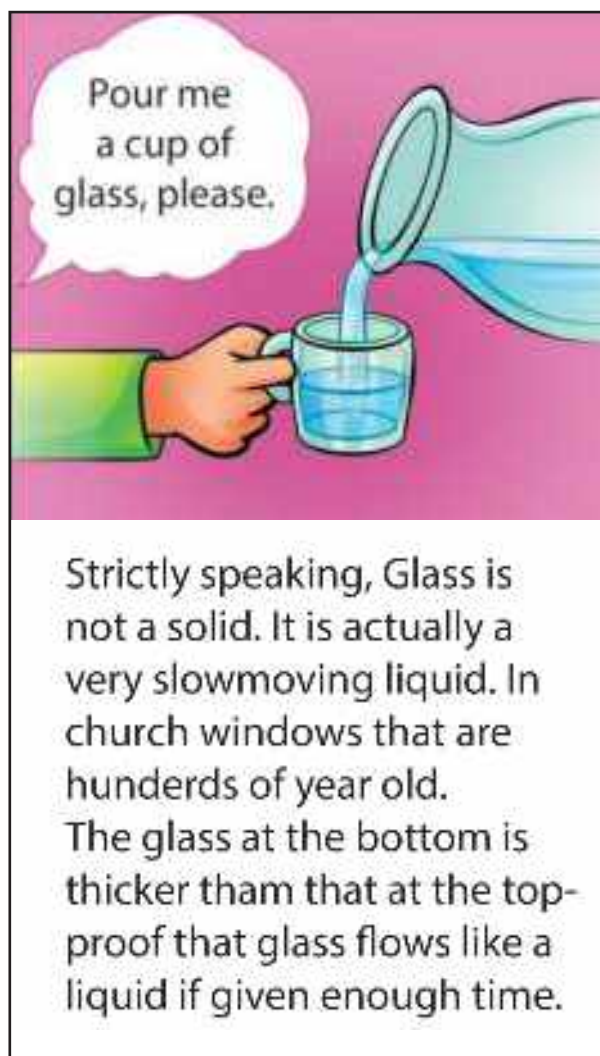 Pour me
a cup of
glass, please.
Strictly speaking, Glass is
not a solid. It is actually a
very slowmoving liquid. In
church windows that are
hunderds of year old.
The glass at the bottom is
thicker tham that at the top-
proof that glass flows like a
liquid if given enough time.